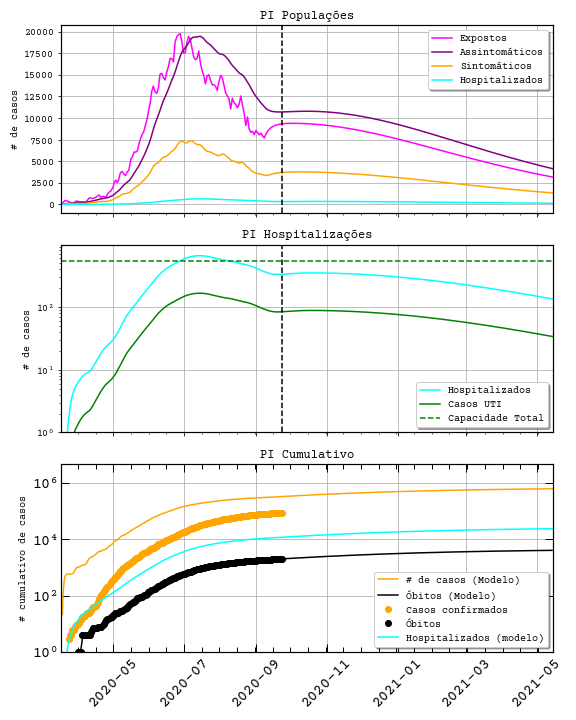 PI Populações
20000
17500
15000
12500
10000
7500
5000
2500
0
# de casos
Expostos
Assintomáticos
Sintomáticos
Hospitalizados
PI Hospitalizações
10²
10¹
10⁰
# de casos
Hospitalizados
Casos UTI
Capacidade Total
PI Cumulativo
10⁶
10⁴
10²
10⁰
# cumulativo de casos
# de casos (Modelo)
Óbitos (Modelo)
Casos confirmados
Óbitos
Hospitalizados (modelo)
2020-05
2020-07
2020-09
2020-11
2021-01
2021-03
2021-05